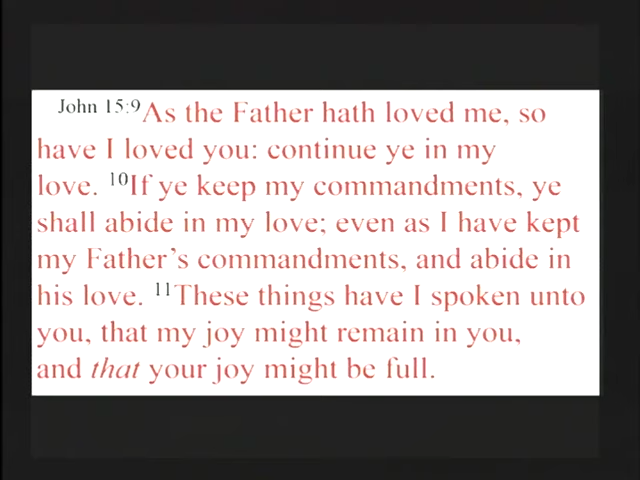 John 15:9As the Father hath loved me, so
have I loved you: continue ye in my
love. 10If ye keep my commandments, ye
shall abide in my love; even as I have kept
my Father’s commandments, and abide in
his love. 11These things have I spoken unto
you, that my joy might remain in you,
and that your joy might be full.